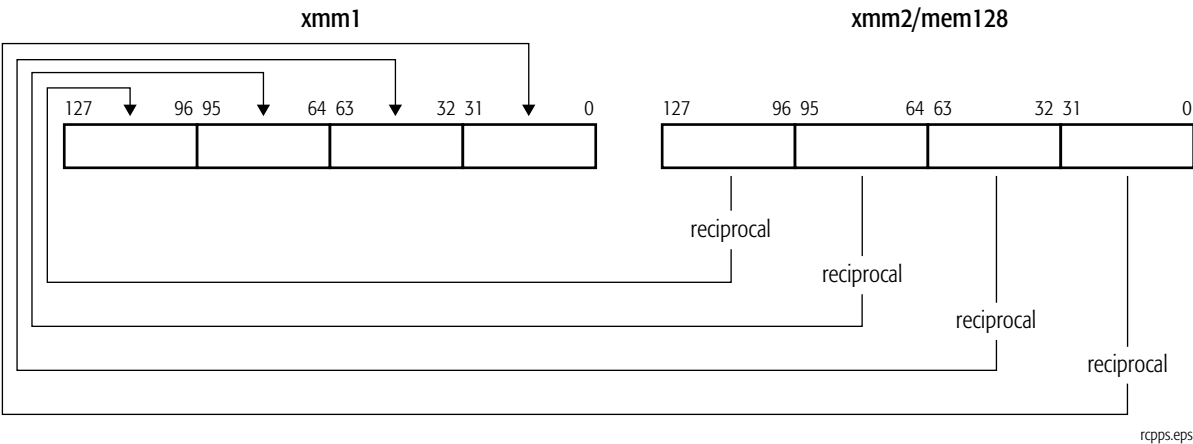 xmm1 xmm2/mem128
127 96 95 64 63 32 31 0 127 96 95 64 63 32 31 0
reciprocal
reciprocal
reciprocal
reciprocal
rcpps.eps